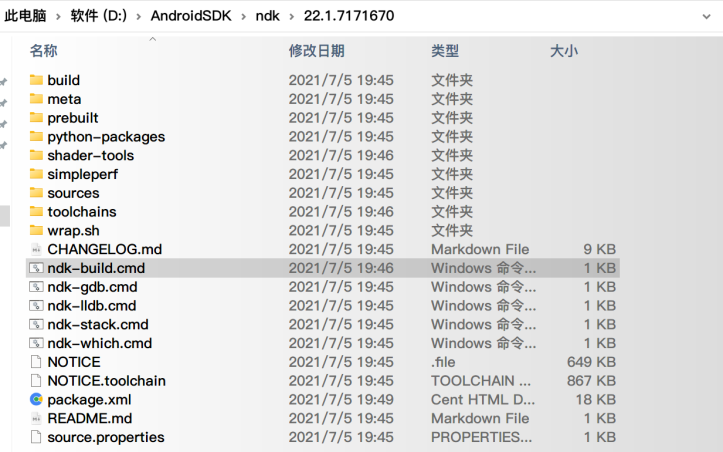 此电脑 › 软件 (D:) › AndroidSDK › ndk › 22.1.7171670
名称 修改日期 类型 大小
build 2021/7/5 19:45 文件夹
meta 2021/7/5 19:45 文件夹
prebuilt 2021/7/5 19:45 文件夹
python-packages 2021/7/5 19:45 文件夹
shader-tools 2021/7/5 19:46 文件夹
simpleperf 2021/7/5 19:45 文件夹
sources 2021/7/5 19:45 文件夹
toolchains 2021/7/5 19:46 文件夹
wrap.sh 2021/7/5 19:45 文件夹
CHANGELOG.md 2021/7/5 19:45 Markdown File 9 KB
ndk-build.cmd 2021/7/5 19:46 Windows 命令... 1 KB
ndk-gdb.cmd 2021/7/5 19:45 Windows 命令... 1 KB
ndk-lldb.cmd 2021/7/5 19:45 Windows 命令... 1 KB
ndk-stack.cmd 2021/7/5 19:45 Windows 命令... 1 KB
ndk-which.cmd 2021/7/5 19:45 Windows 命令... 1 KB
NOTICE 2021/7/5 19:45 .file 649 KB
NOTICE.toolchain 2021/7/5 19:45 TOOLCHAIN ... 867 KB
package.xml 2021/7/5 19:49 Cent HTML D... 18 KB
README.md 2021/7/5 19:45 Markdown File 1 KB
source.properties 2021/7/5 19:45 PROPERTIES... 1 KB